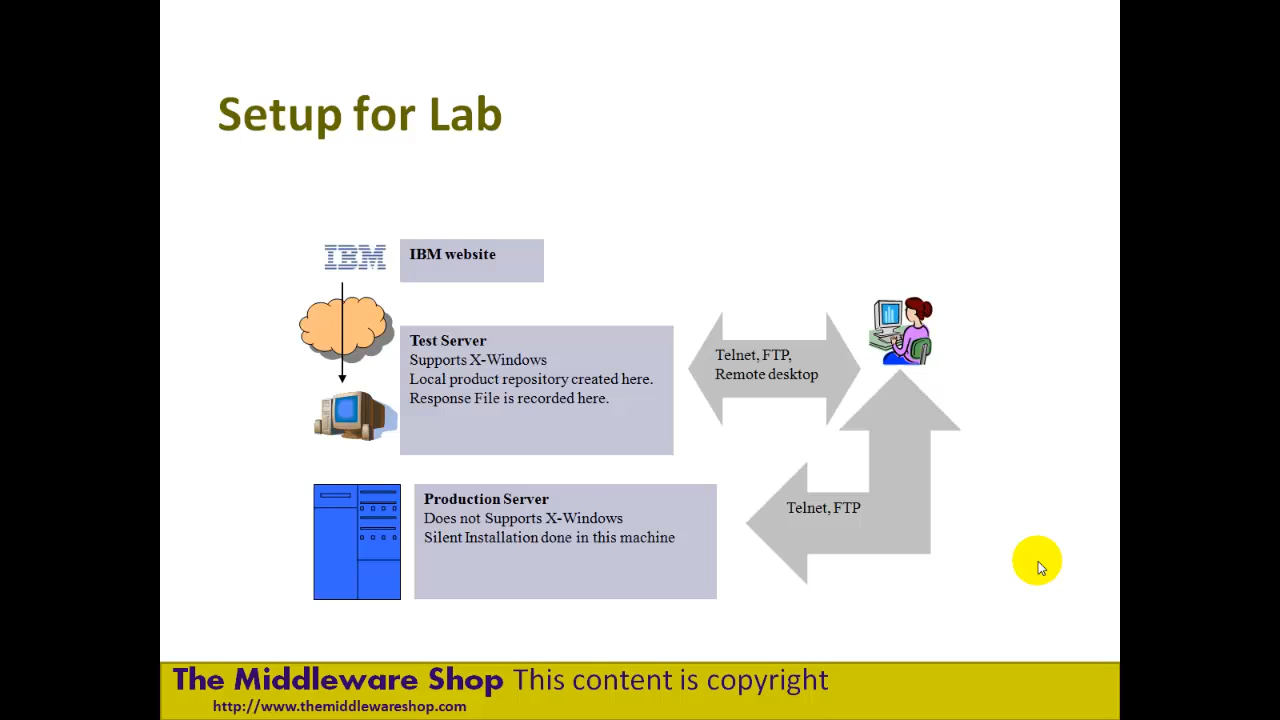 Setup for Lab
IBM
IBM website
Test Server
Supports X-Windows
Local product repository created here.
Response File is recorded here.
Telnet, FTP,
Remote desktop
Production Server
Does not Supports X-Windows
Silent Installation done in this machine
Telnet, FTP
The Middleware Shop This content is copyright
http://www.themiddlewareshop.com